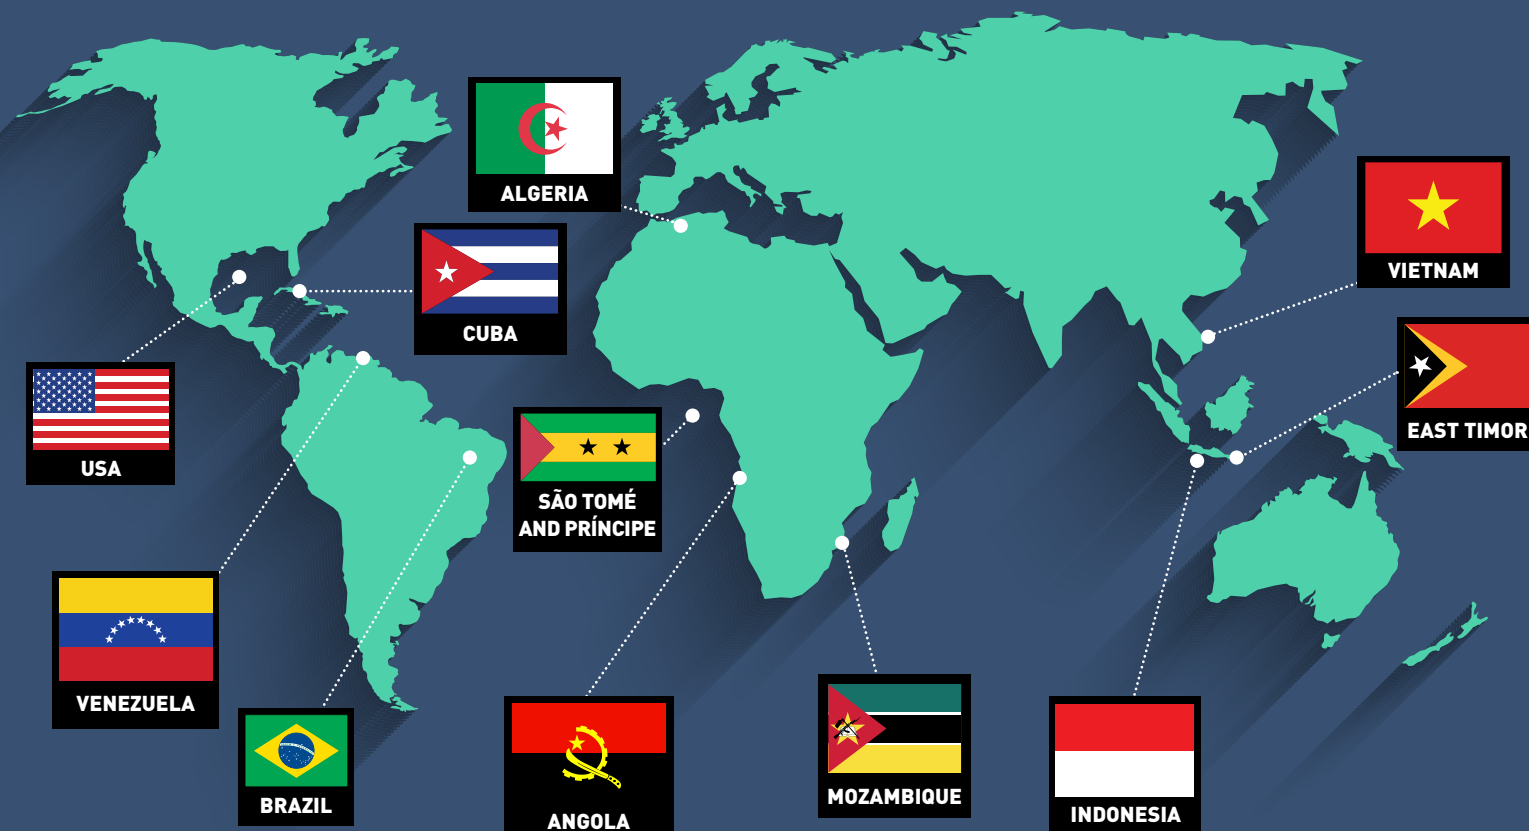 ALGERIA
VIETNAM
CUBA
EAST TIMOR
USA
SÃO TOMÉ
AND PRÍNCIPE
VENEZUELA
BRAZIL
MOZAMBIQUE
INDONESIA
ANGOLA